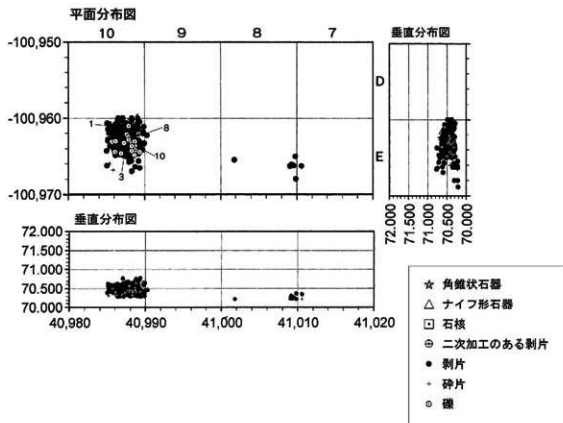 平面分布図
10 9 8 7
-100,950
-100,960
-100,970
1
8
10
3
垂直分布図
D
E
72.000
71.500
71.000
70.500
70.000
垂直分布図
72.000
71.500
71.000
70.500
70.000
40,980 40,990 41,000 41,010 41,020
角錐状石器
ナイフ形石器
石核
二次加工のある剥片
剥片
砕片
礫